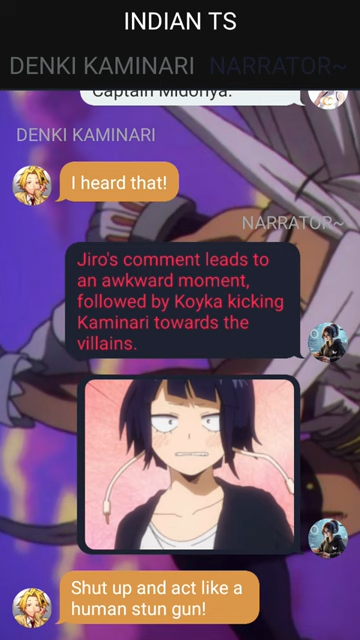 INDIAN TS
DENKI KAMINARI NARRATOR~
Captain Midoriya.
DENKI KAMINARI
I heard that!
NARRATOR~
Jiro's comment leads to
an awkward moment,
followed by Koyka kicking
Kaminari towards the
villains.
Shut up and act like a
human stun gun!